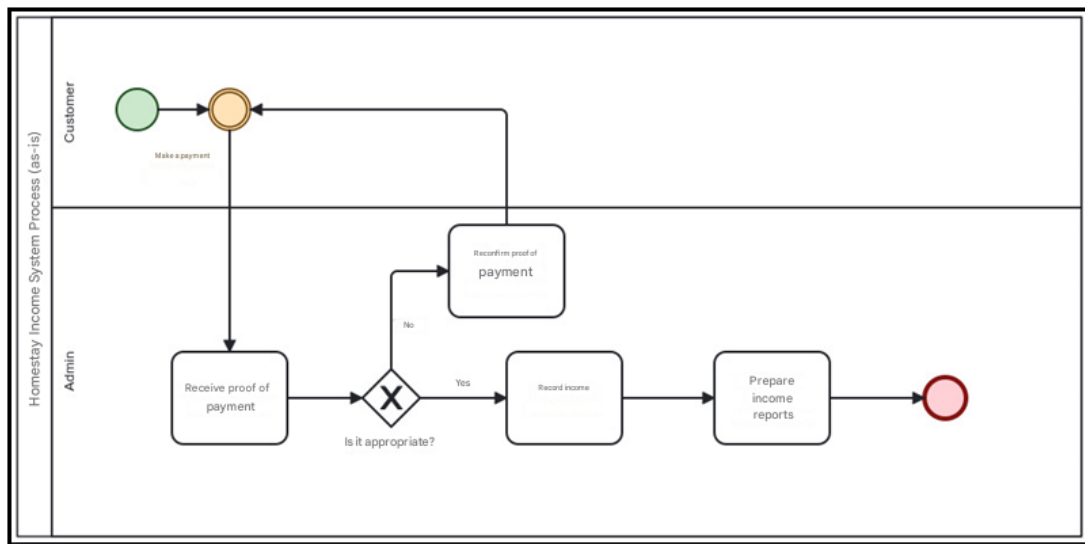 Homestay Income System Process (as-is)
Customer
Make a payment
Admin
Reconfirm proof of
payment
No
Receive proof of
payment
Is it appropriate?
Yes
Record income
Prepare
income
reports